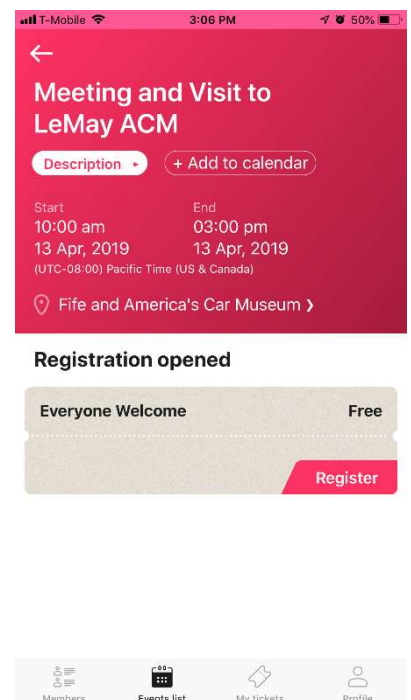 T-Mobile 3:06 PM 50%
Meeting and Visit to
LeMay ACM
Description + Add to calendar
Start End
10:00 am 03:00 pm
13 Apr, 2019 13 Apr, 2019
(UTC-08:00) Pacific Time (US & Canada)
Fife and America's Car Museum
Registration opened
Everyone Welcome Free
Register
Members Events list My tickets Profile